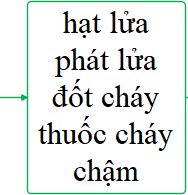 hạt lửa
phát lửa
đốt cháy
thuốc cháy
chậm